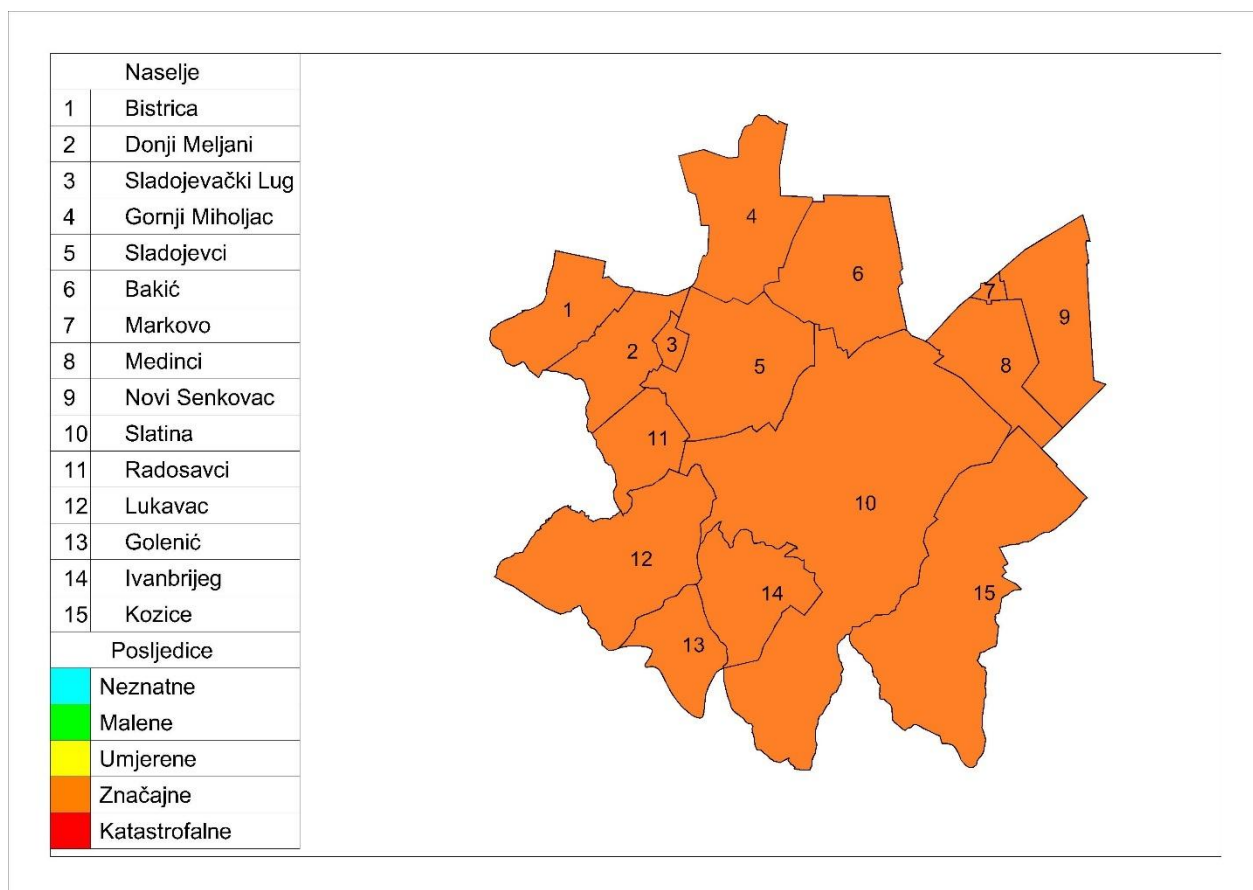 Naselje
1 Bistrica
2 Donji Meljani
3 Sladojevački Lug
4 Gornji Miholjac
5 Sladojevci
6 Bakić
7 Markovo
8 Medinci
9 Novi Senkovac
10 Slatina
11 Radosavci
12 Lukavac
13 Golenić
14 Ivanbrijeg
15 Kozice
Posljedice
Neznatne
Malene
Umjerene
Značajne
Katastrofalne
4
6
7
1
9
2
3
5
8
11
10
12
14
15
13